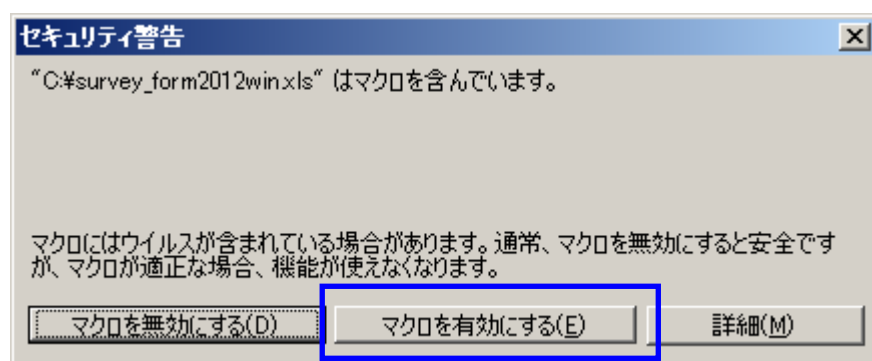 セキュリティ警告
"C:¥survey_form2012win.xls" はマクロを含んでいます。
マクロにはウイルスが含まれている場合があります。通常、マクロを無効にすると安全です
が、マクロが適正な場合、機能が使えなくなります。
マクロを無効にする(D) マクロを有効にする(E) 詳細(M)